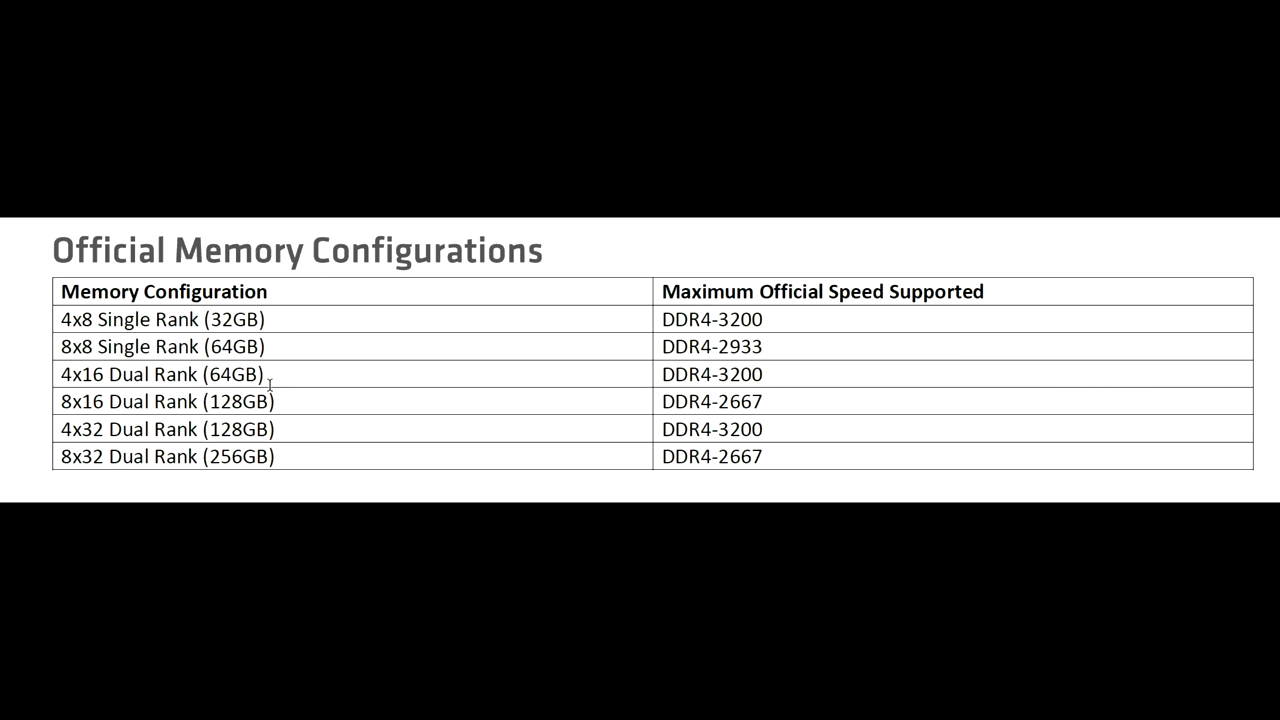 Official Memory Configurations
Memory Configuration Maximum Official Speed Supported
4x8 Single Rank (32GB) DDR4-3200
8x8 Single Rank (64GB) DDR4-2933
4x16 Dual Rank (64GB) DDR4-3200
8x16 Dual Rank (128GB) DDR4-2667
4x32 Dual Rank (128GB) DDR4-3200
8x32 Dual Rank (256GB) DDR4-2667